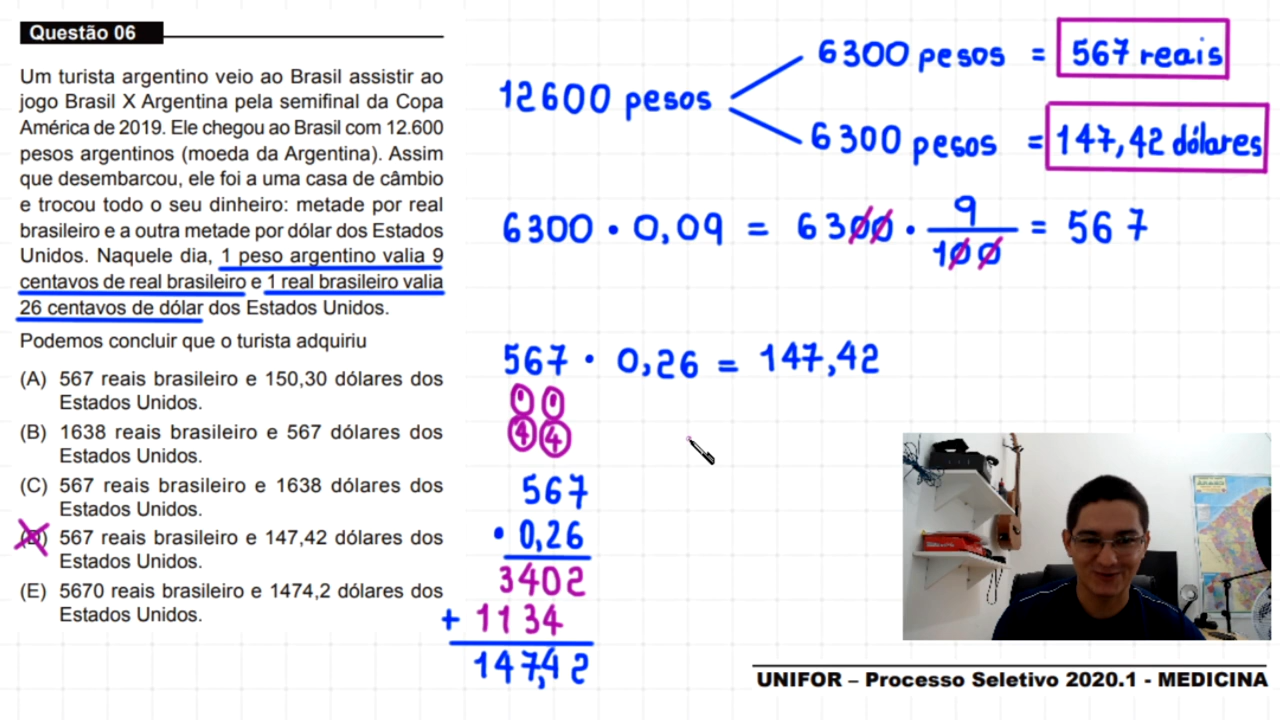 Questão 06
Um turista argentino veio ao Brasil assistir ao
jogo Brasil X Argentina pela semifinal da Copa
América de 2019. Ele chegou ao Brasil com 12.600
pesos argentinos (moeda da Argentina). Assim
que desembarcou, ele foi a uma casa de câmbio
e trocou todo o seu dinheiro: metade por real
brasileiro e a outra metade por dólar dos Estados
Unidos. Naquele dia, 1 peso argentino valia 9
centavos de real brasileiro e 1 real brasileiro valia
26 centavos de dólar dos Estados Unidos.
Podemos concluir que o turista adquiriu
(A) 567 reais brasileiro e 150,30 dólares dos
Estados Unidos.
(B) 1638 reais brasileiro e 567 dólares dos
Estados Unidos.
(C) 567 reais brasileiro e 1638 dólares dos
Estados Unidos.
(D) 567 reais brasileiro e 147,42 dólares dos
Estados Unidos.
(E) 5670 reais brasileiro e 1474,2 dólares dos
Estados Unidos.
12600 pesos
6300 pesos = 567 reais
6300 pesos = 147,42 dólares
6300 • 0,09 = 6300 • 9/100 = 567
567 • 0,26 = 147,42
1 1
4 4
567
• 0,26
3402
+ 1134
147,42
UNIFOR – Processo Seletivo 2020.1 - MEDICINA